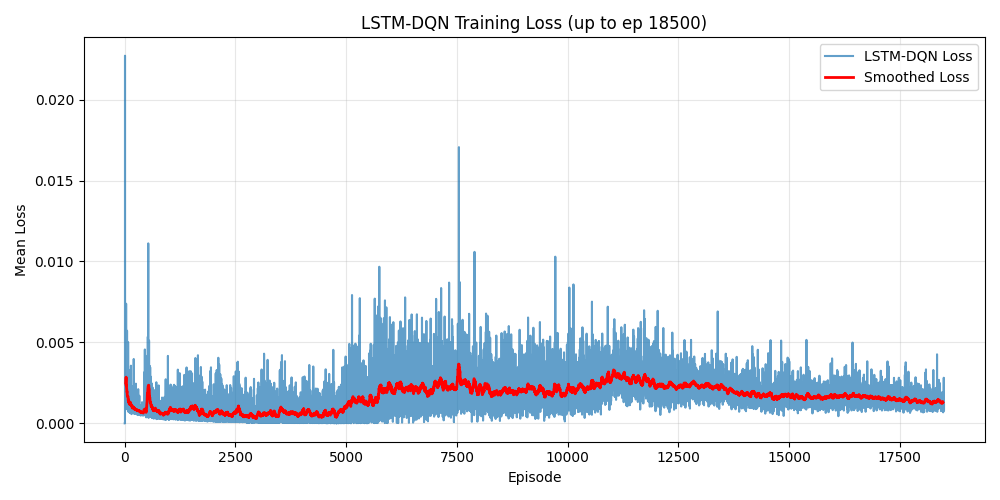 LSTM-DQN Training Loss (up to ep 18500)
LSTM-DQN Loss
Smoothed Loss
Mean Loss
0.020
0.015
0.010
0.005
0.000
0 2500 5000 7500 10000 12500 15000 17500
Episode